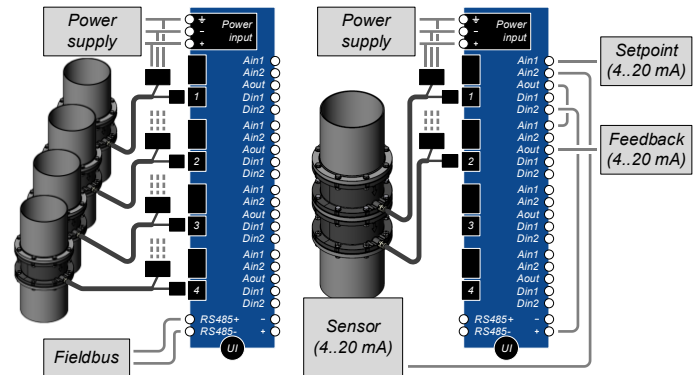 Power
supply
Power
input
Ain1
Ain2
Aout
Din1
Din2
1
Ain1
Ain2
Aout
Din1
Din2
2
Ain1
Ain2
Aout
Din1
Din2
3
Ain1
Ain2
Aout
Din1
Din2
4
RS485+ −
RS485- +
UI
Fieldbus
Power
supply
Power
input
Ain1
Ain2
Aout
Din1
Din2
1
Ain1
Ain2
Aout
Din1
Din2
2
Ain1
Ain2
Aout
Din1
Din2
3
Ain1
Ain2
Aout
Din1
Din2
4
RS485+ −
RS485- +
UI
Setpoint
(4..20 mA)
Feedback
(4..20 mA)
Sensor
(4..20 mA)